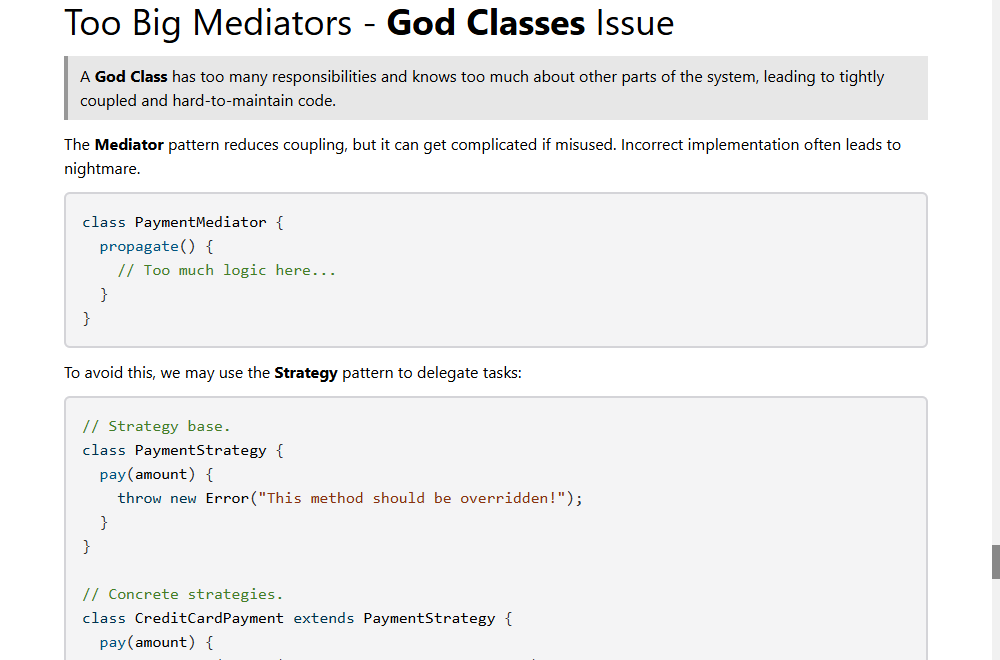 Too Big Mediators - God Classes Issue
A God Class has too many responsibilities and knows too much about other parts of the system, leading to tightly
coupled and hard-to-maintain code.
The Mediator pattern reduces coupling, but it can get complicated if misused. Incorrect implementation often leads to
nightmare.
class PaymentMediator {
  propagate() {
    // Too much logic here...
  }
}
To avoid this, we may use the Strategy pattern to delegate tasks:
// Strategy base.
class PaymentStrategy {
  pay(amount) {
    throw new Error("This method should be overridden!");
  }
}
// Concrete strategies.
class CreditCardPayment extends PaymentStrategy {
  pay(amount) {